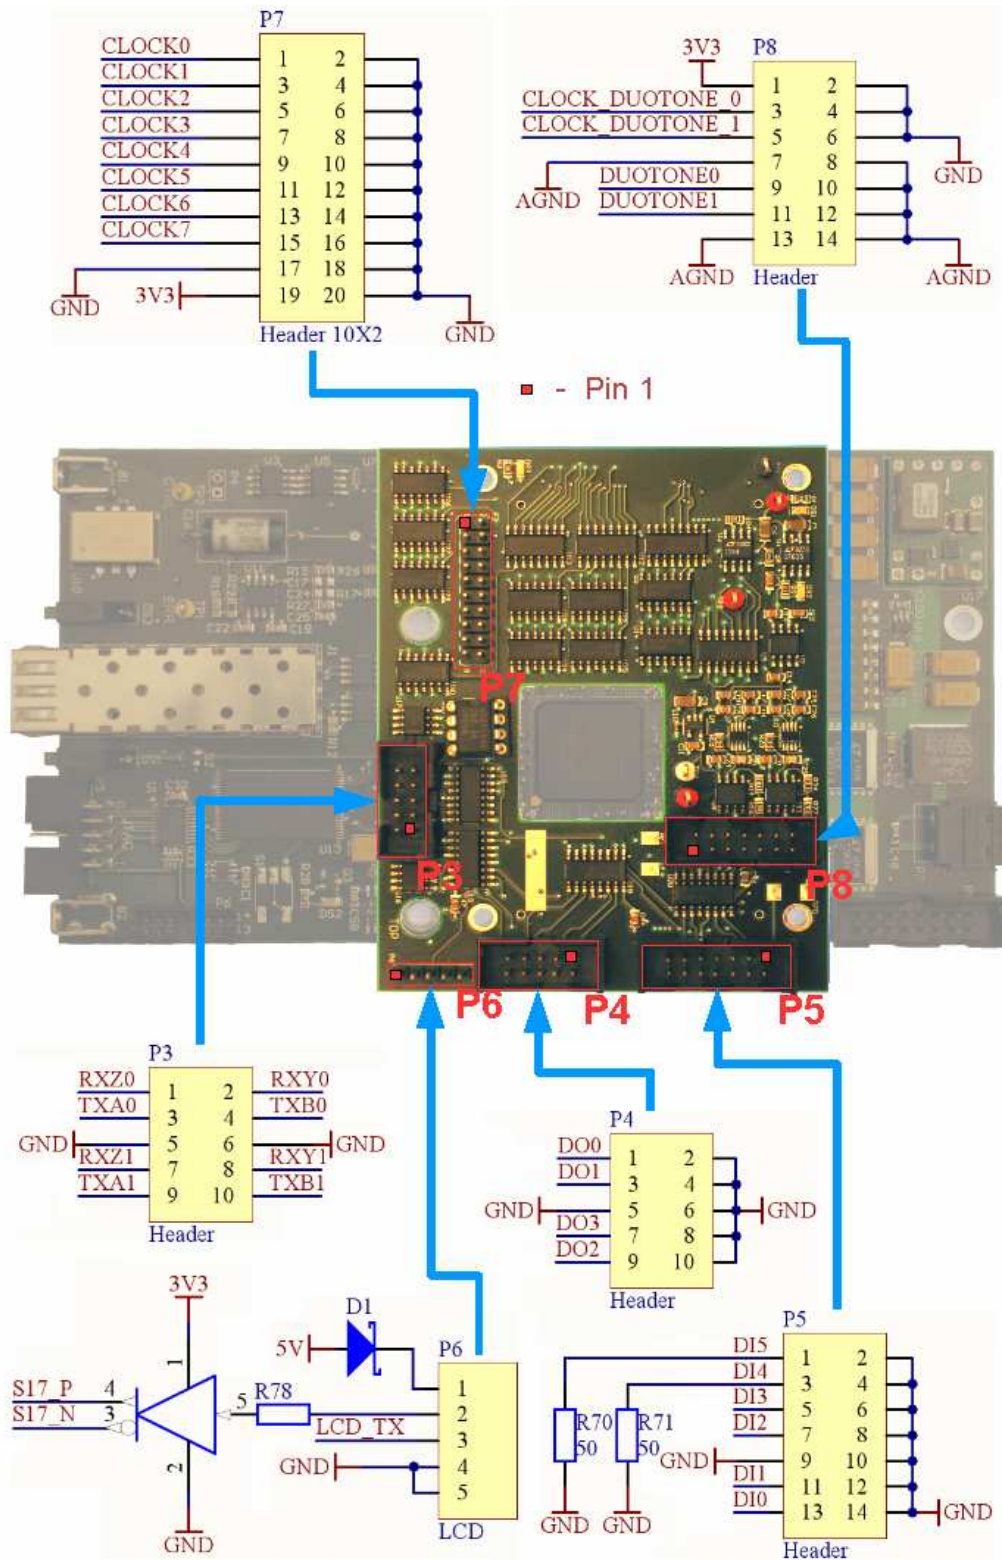 P7
CLOCK0
CLOCK1
CLOCK2
CLOCK3
CLOCK4
CLOCK5
CLOCK6
CLOCK7
GND
3V3
1 2
3 4
5 6
7 8
9 10
11 12
13 14
15 16
17 18
19 20
GND
Header 10X2
P8
3V3
CLOCK_DUOTONE_0
CLOCK_DUOTONE_1
AGND
DUOTONE0
DUOTONE1
AGND
1 2
3 4
5 6
7 8
9 10
11 12
13 14
GND
AGND
Header
- Pin 1
P7
P3
P8
P6
P4
P5
TOP
P3
RXZ0 1 2 RXY0
TXA0 3 4 TXB0
GND 5 6 GND
RXZ1 7 8 RXY1
TXA1 9 10 TXB1
Header
P4
DO0 1 2
DO1 3 4
GND 5 6 GND
DO3 7 8
DO2 9 10
Header
3V3
1
S17_P 4
S17_N 3
5
2
GND
R78
D1
5V
LCD_TX
GND
P6
1
2
3
4
5
LCD
P5
DI5 1 2
DI4 3 4
DI3 5 6
DI2 7 8
GND 9 10
DI1 11 12
DI0 13 14
GND
R70
50
R71
50
GND
GND
Header